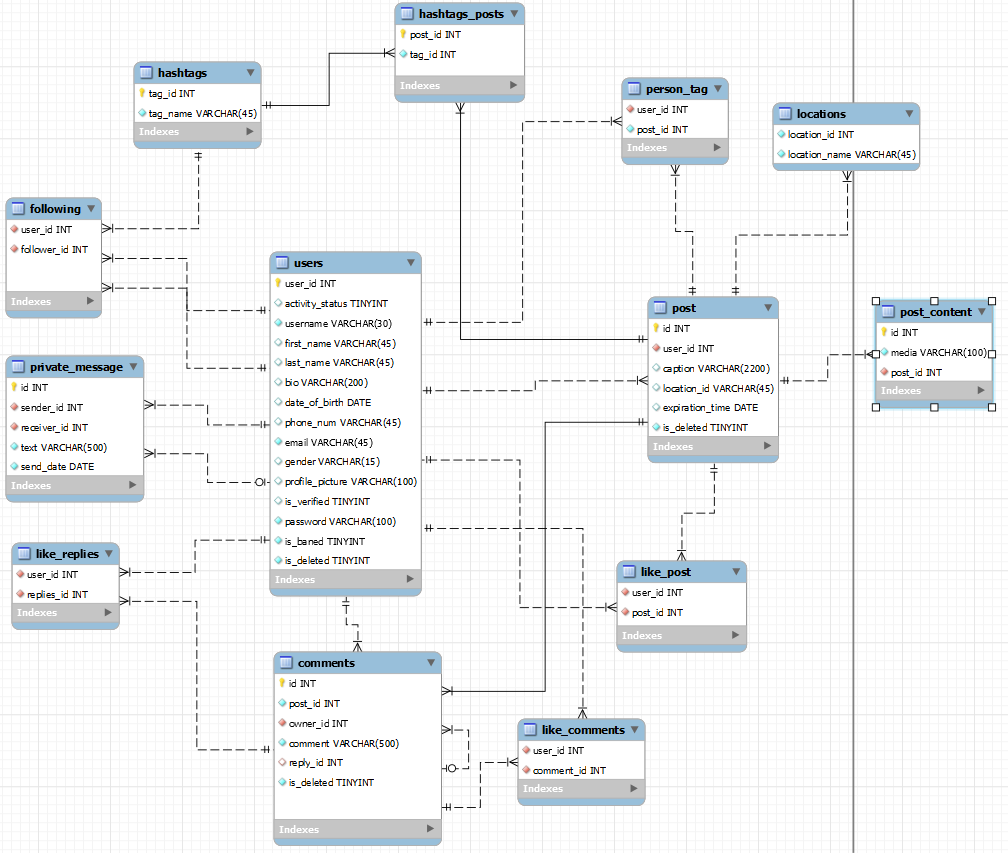 hashtags_posts
post_id INT
tag_id INT
Indexes
hashtags
tag_id INT
tag_name VARCHAR(45)
Indexes
person_tag
user_id INT
post_id INT
Indexes
locations
location_id INT
location_name VARCHAR(45)
following
user_id INT
follower_id INT
Indexes
users
user_id INT
activity_status TINYINT
username VARCHAR(30)
first_name VARCHAR(45)
last_name VARCHAR(45)
bio VARCHAR(200)
date_of_birth DATE
phone_num VARCHAR(45)
email VARCHAR(45)
gender VARCHAR(15)
profile_picture VARCHAR(100)
is_verified TINYINT
password VARCHAR(100)
is_baned TINYINT
is_deleted TINYINT
Indexes
post
id INT
user_id INT
caption VARCHAR(2200)
location_id VARCHAR(45)
expiration_time DATE
is_deleted TINYINT
Indexes
post_content
id INT
media VARCHAR(100)
post_id INT
Indexes
private_message
id INT
sender_id INT
receiver_id INT
text VARCHAR(500)
send_date DATE
Indexes
like_replies
user_id INT
replies_id INT
Indexes
like_post
user_id INT
post_id INT
Indexes
comments
id INT
post_id INT
owner_id INT
comment VARCHAR(500)
reply_id INT
is_deleted TINYINT
Indexes
like_comments
user_id INT
comment_id INT
Indexes